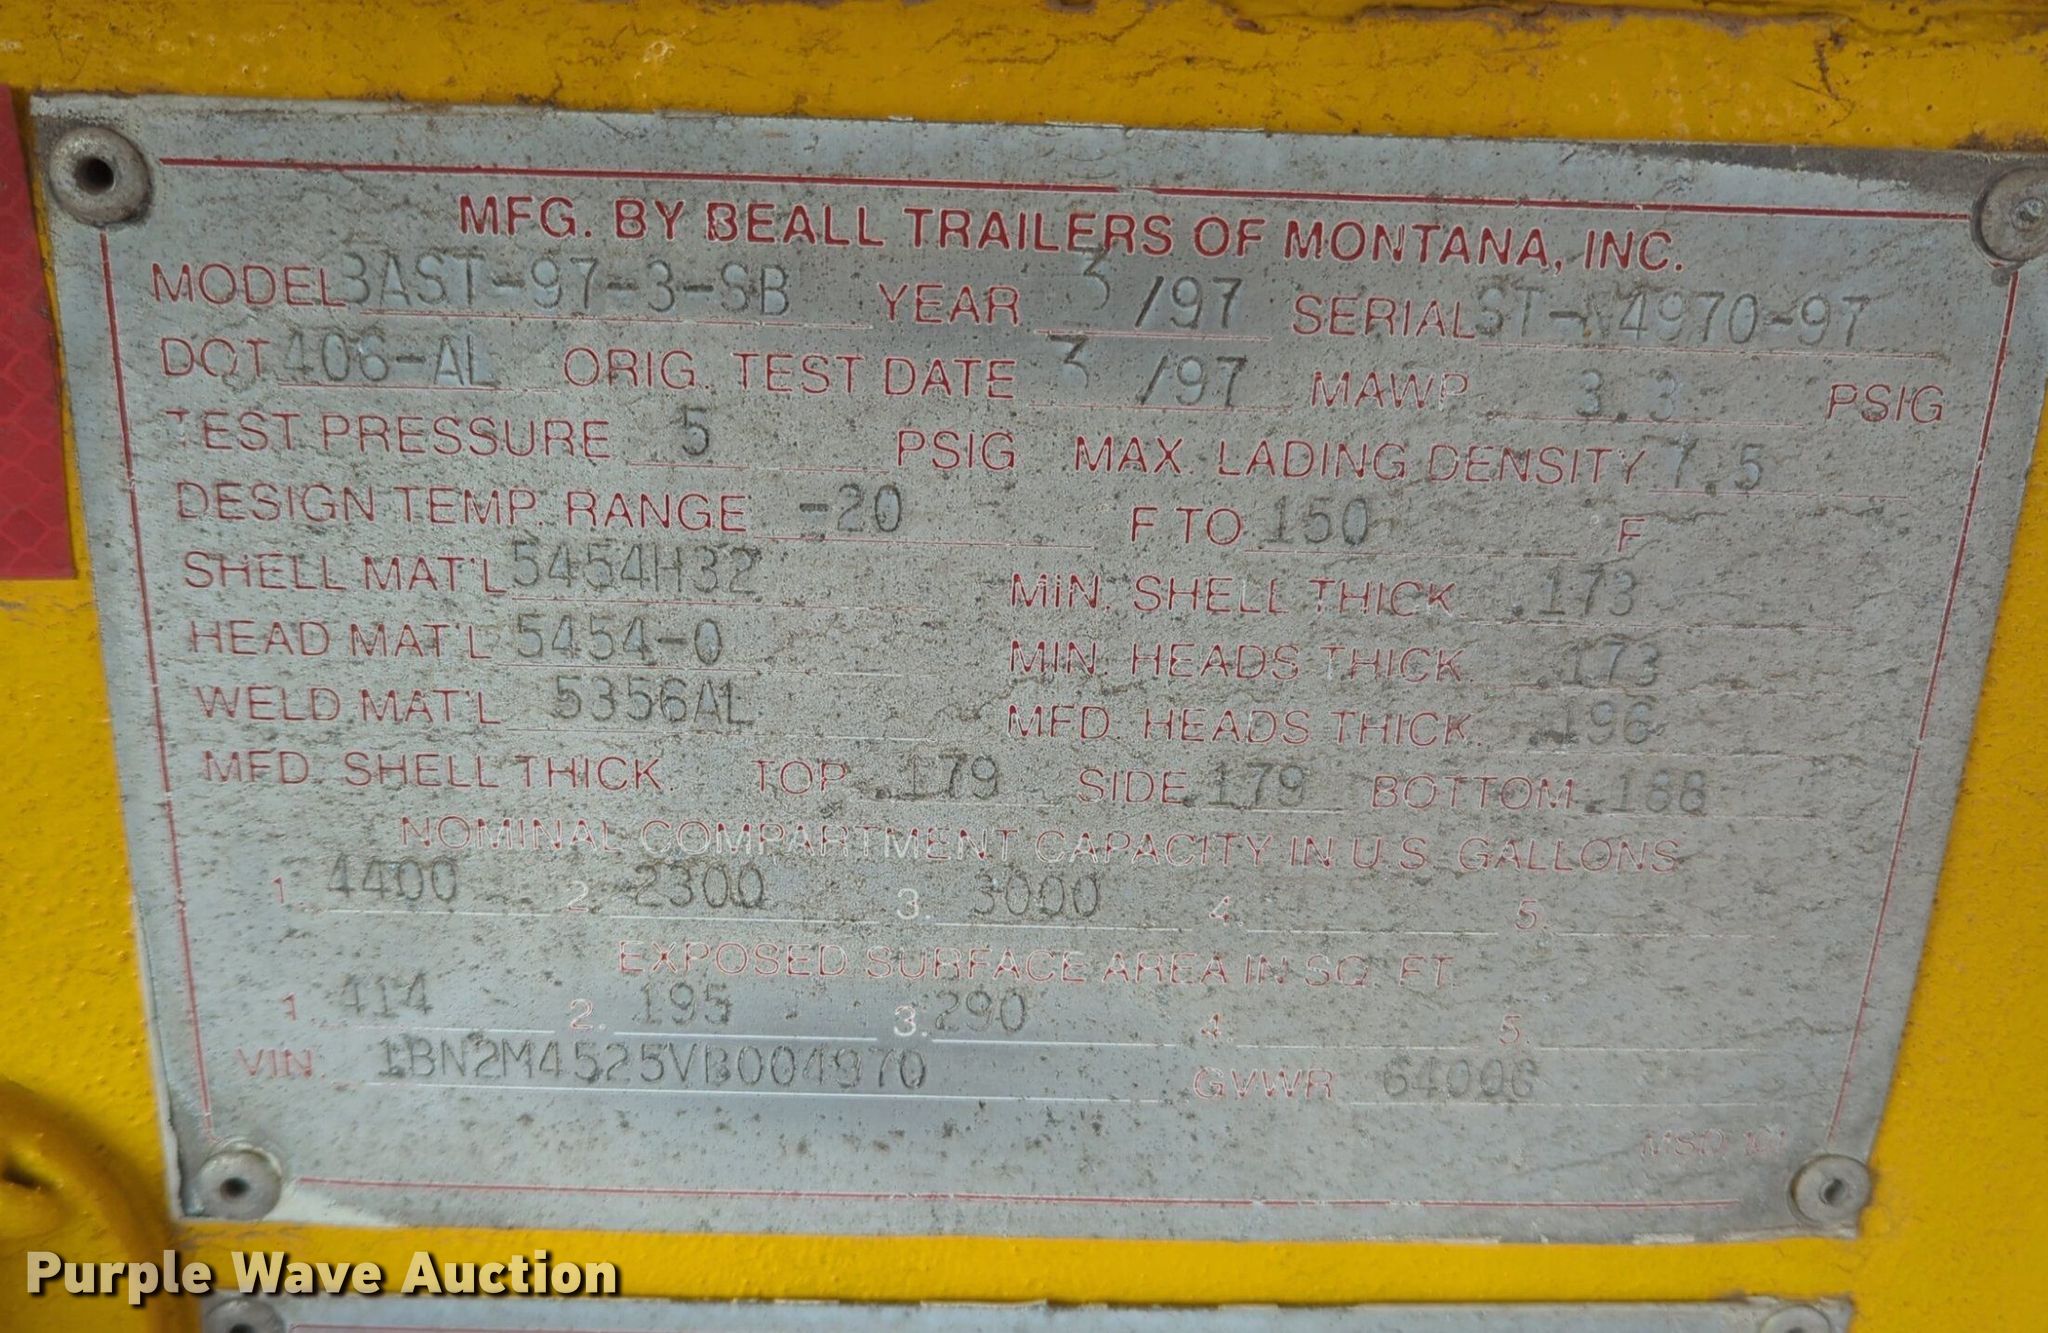 MFG. BY BEALL TRAILERS OF MONTANA, INC.
MODEL BAST-97-3-SB YEAR 3 /97 SERIAL ST-N4970-97
DOT 406-AL ORIG. TEST DATE 3 /97 MAWP 3.3 PSIG
TEST PRESSURE 5 PSIG MAX. LADING DENSITY 7.5
DESIGN TEMP. RANGE -20 F TO 150 F
SHELL MAT'L 5454H32 MIN. SHELL THICK .173
HEAD MAT'L 5454-0 MIN. HEADS THICK. .173
WELD MAT'L 5356AL MFD. HEADS THICK. .196
MFD. SHELL THICK. TOP .179 SIDE .179 BOTTOM .188
NOMINAL COMPARTMENT CAPACITY IN U.S. GALLONS
1. 4400 2. 2300 3. 3000 4. 5.
EXPOSED SURFACE AREA IN SQ. FT.
1. 414 2. 195 3. 290 4. 5.
VIN. 1BN2M4525VB004970 GVWR 64000
Purple Wave Auction